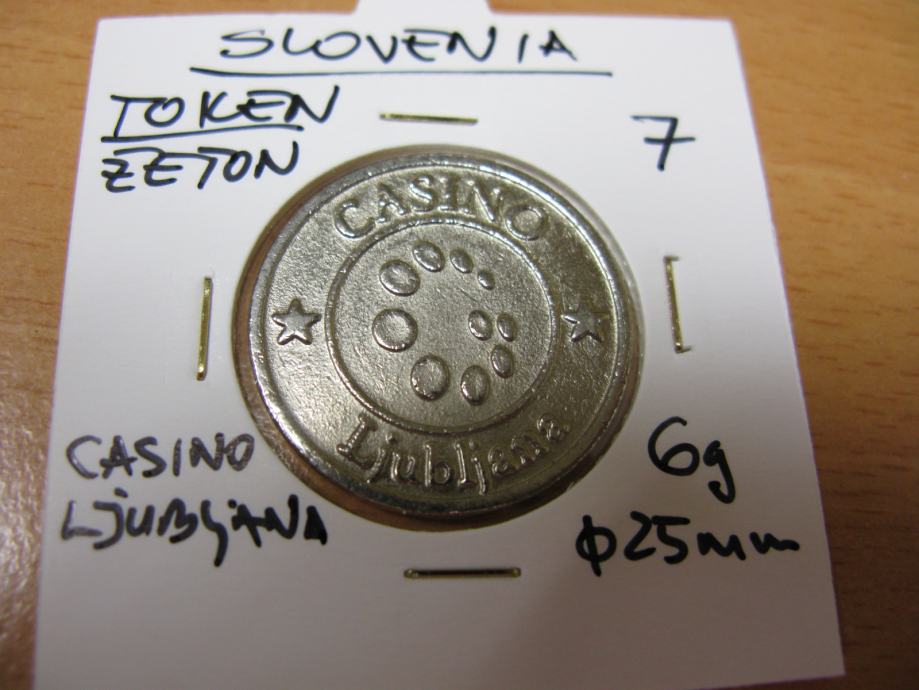 SLOVENIA
TOKEN
ZETON
7
CASINO
Ljubljana
CASINO
LJUBLJANA
6g
ϕ25mm